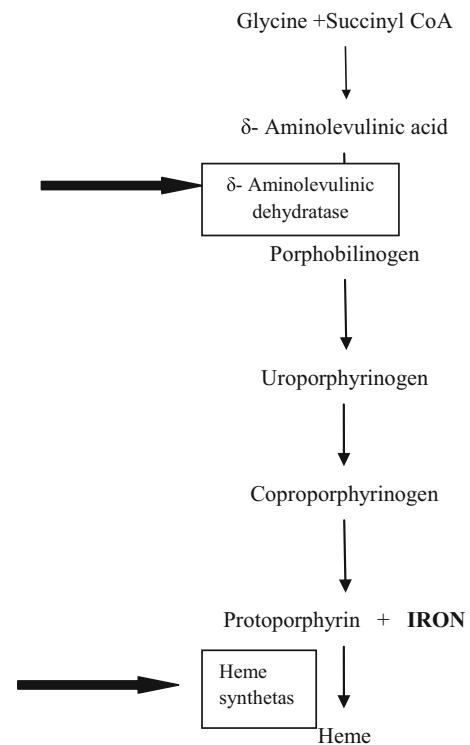 Glycine +Succinyl CoA
δ- Aminolevulinic acid
δ- Aminolevulinic
dehydratase
Porphobilinogen
Uroporphyrinogen
Coproporphyrinogen
Protoporphyrin + IRON
Heme
synthetas
Heme